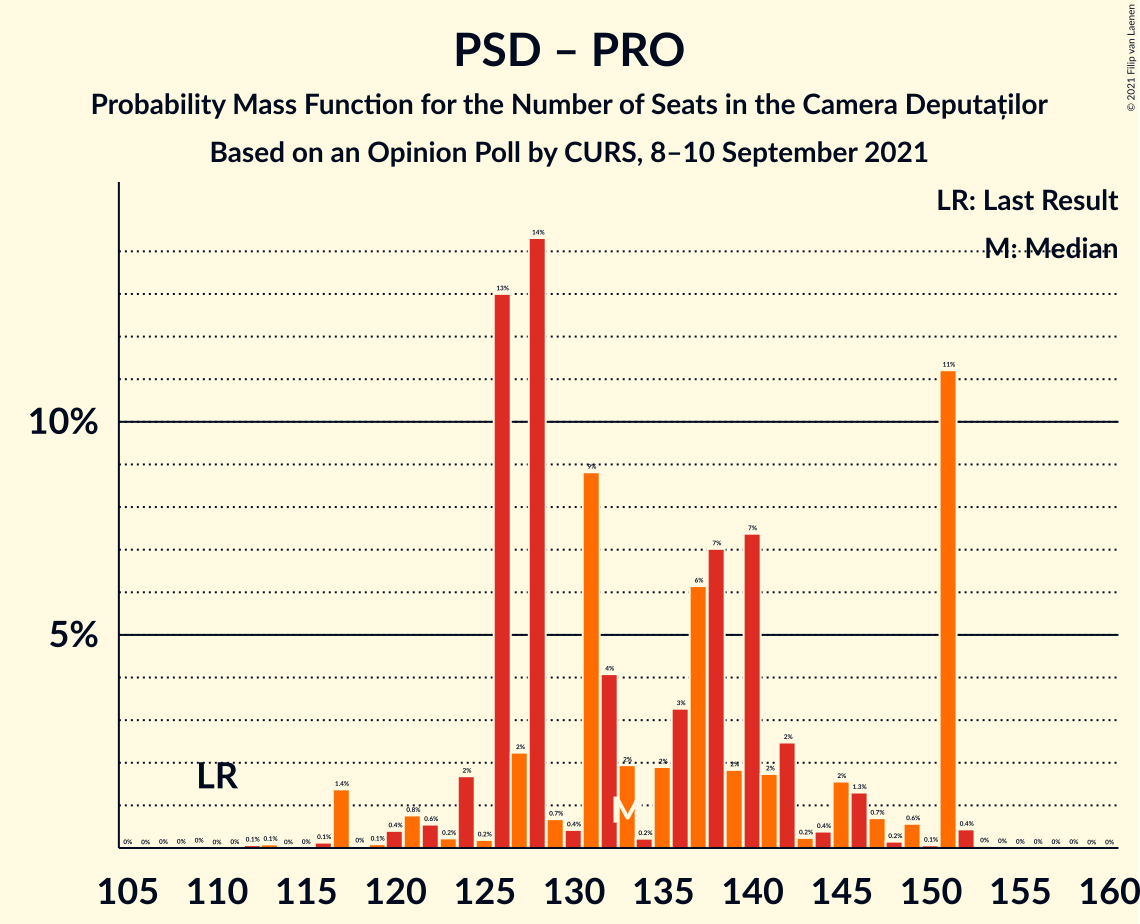 PSD – PRO
Probability Mass Function for the Number of Seats in the Camera Deputaților
Based on an Opinion Poll by CURS, 8–10 September 2021
© 2021 Filip van Laenen
LR: Last Result
M: Median
10%
5%
LR
M
0% 0% 0% 0% 0% 0% 0% 0.1% 0.1% 0% 0% 0.1% 1.4% 0% 0.1% 0.4% 0.8% 0.6% 0.2% 2% 0.2% 13% 2% 14% 0.7% 0.4% 9% 4% 2% 0.2% 2% 3% 6% 7% 2% 7% 2% 2% 0.2% 0.4% 2% 1.3% 0.7% 0.2% 0.6% 0.1% 11% 0.4% 0% 0% 0% 0% 0% 0% 0% 0%
105 110 115 120 125 130 135 140 145 150 155 160